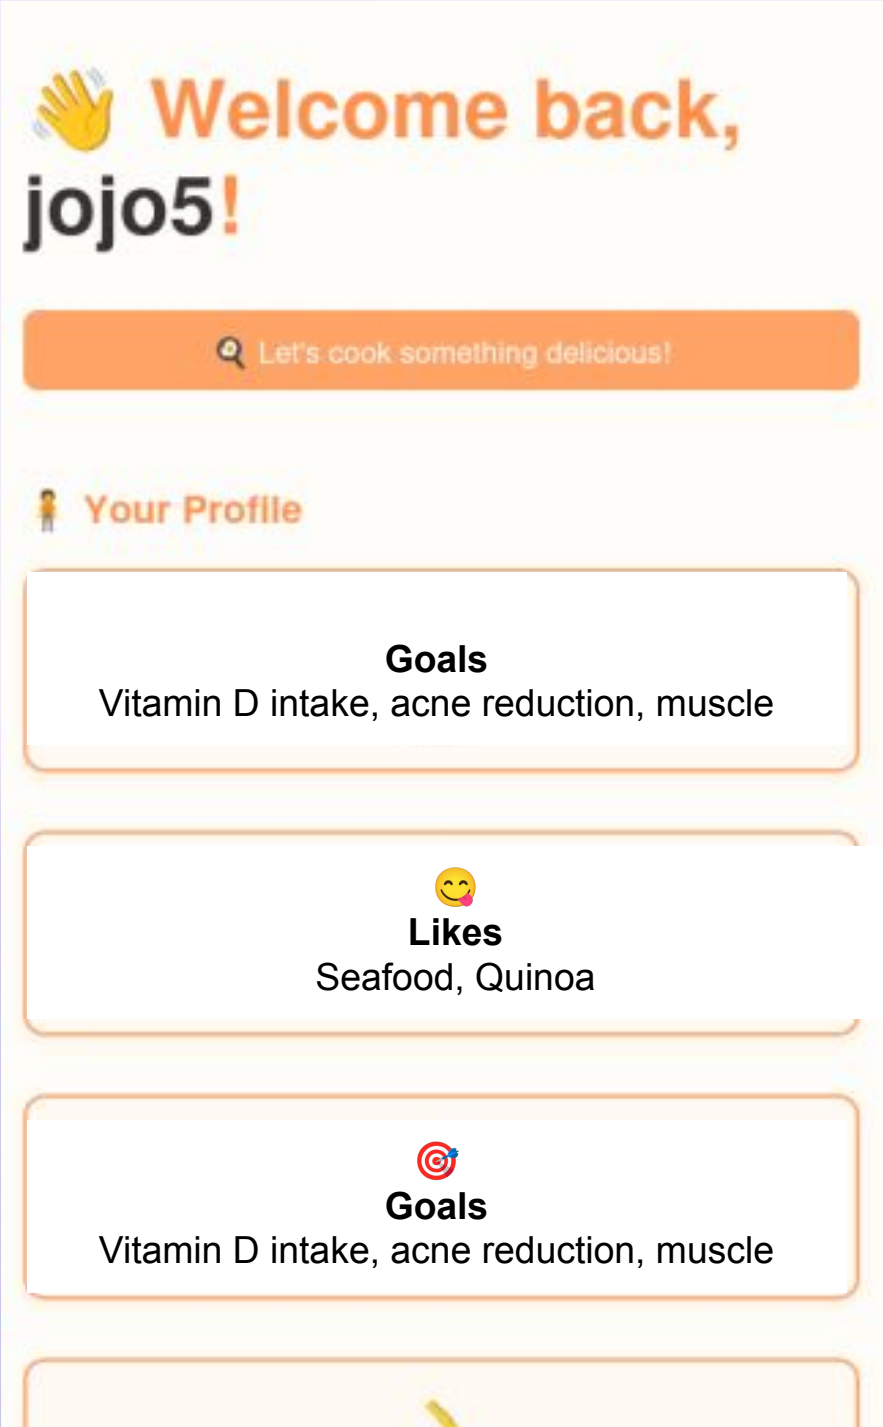 👋 Welcome back,
jojo5!
🍳 Let's cook something delicious!
🧍 Your Profile
Goals
Vitamin D intake, acne reduction, muscle
😋
Likes
Seafood, Quinoa
🎯
Goals
Vitamin D intake, acne reduction, muscle